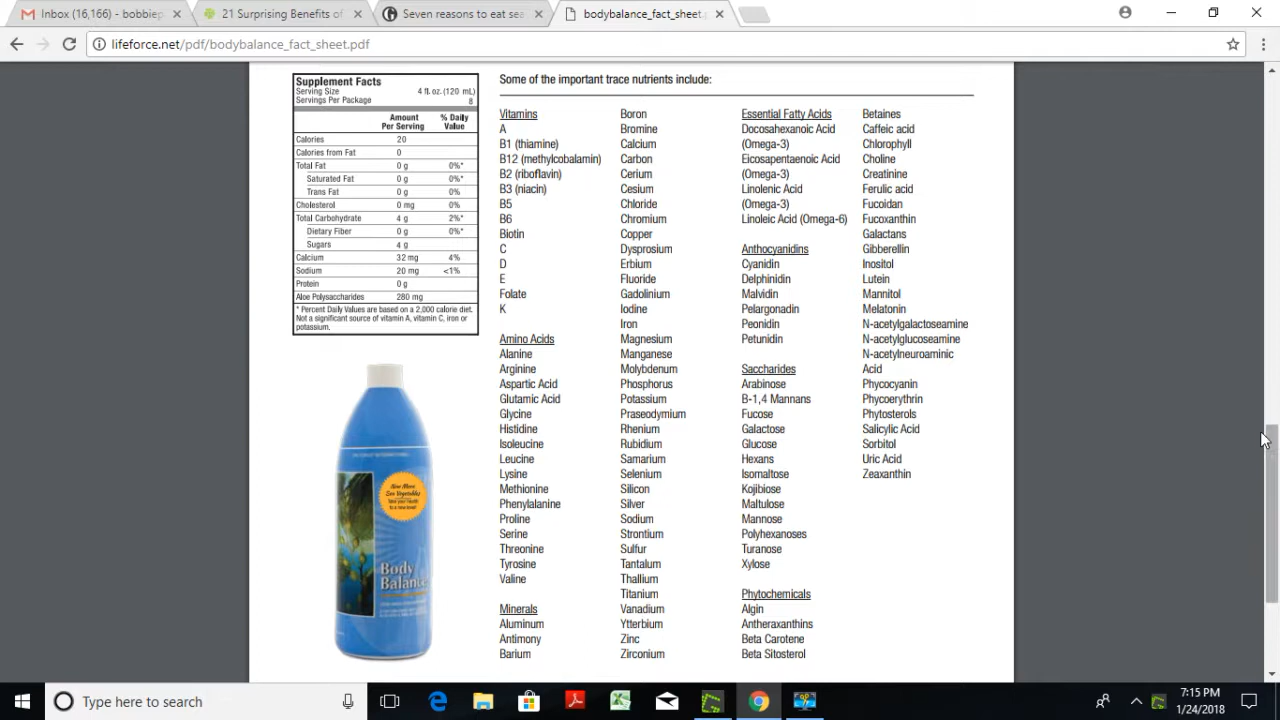 Inbox (16,166) - bobbiep
21 Surprising Benefits of
Seven reasons to eat sea
bodybalance_fact_sheet
lifeforce.net/pdf/bodybalance_fact_sheet.pdf
Supplement Facts
Serving Size 4 fl. oz. (120 mL)
Servings Per Package 8
Amount Per Serving % Daily Value
Calories 20
Calories from Fat 0
Total Fat 0 g 0%*
Saturated Fat 0 g 0%*
Trans Fat 0 g 0%
Cholesterol 0 mg 0%
Total Carbohydrate 4 g 2%*
Dietary Fiber 0 g 0%*
Sugars 4 g
Calcium 32 mg 4%
Sodium 20 mg <1%
Protein 0 g
Aloe Polysaccharides 280 mg
* Percent Daily Values are based on a 2,000 calorie diet.
Not a significant source of vitamin A, vitamin C, iron or
potassium.
New More
Sea Vegetables
Take your health
to a new level!
Body
Balance
Some of the important trace nutrients include:
Vitamins
A
B1 (thiamine)
B12 (methylcobalamin)
B2 (riboflavin)
B3 (niacin)
B5
B6
Biotin
C
D
E
Folate
K
Amino Acids
Alanine
Arginine
Aspartic Acid
Glutamic Acid
Glycine
Histidine
Isoleucine
Leucine
Lysine
Methionine
Phenylalanine
Proline
Serine
Threonine
Tyrosine
Valine
Minerals
Aluminum
Antimony
Barium
Boron
Bromine
Calcium
Carbon
Cerium
Cesium
Chloride
Chromium
Copper
Dysprosium
Erbium
Fluoride
Gadolinium
Iodine
Iron
Magnesium
Manganese
Molybdenum
Phosphorus
Potassium
Praseodymium
Rhenium
Rubidium
Samarium
Selenium
Silicon
Silver
Sodium
Strontium
Sulfur
Tantalum
Thallium
Titanium
Vanadium
Ytterbium
Zinc
Zirconium
Essential Fatty Acids
Docosahexanoic Acid
(Omega-3)
Eicosapentaenoic Acid
(Omega-3)
Linolenic Acid
(Omega-3)
Linoleic Acid (Omega-6)
Anthocyanidins
Cyanidin
Delphinidin
Malvidin
Pelargonadin
Peonidin
Petunidin
Saccharides
Arabinose
B-1,4 Mannans
Fucose
Galactose
Glucose
Hexans
Isomaltose
Kojibiose
Maltulose
Mannose
Polyhexanoses
Turanose
Xylose
Phytochemicals
Algin
Antheraxanthins
Beta Carotene
Beta Sitosterol
Betaines
Caffeic acid
Chlorophyll
Choline
Creatinine
Ferulic acid
Fucoidan
Fucoxanthin
Galactans
Gibberellin
Inositol
Lutein
Mannitol
Melatonin
N-acetylgalactoseamine
N-acetylglucoseamine
N-acetylneuroaminic
Acid
Phycocyanin
Phycoerythrin
Phytosterols
Salicylic Acid
Sorbitol
Uric Acid
Zeaxanthin
Type here to search
7:15 PM
1/24/2018